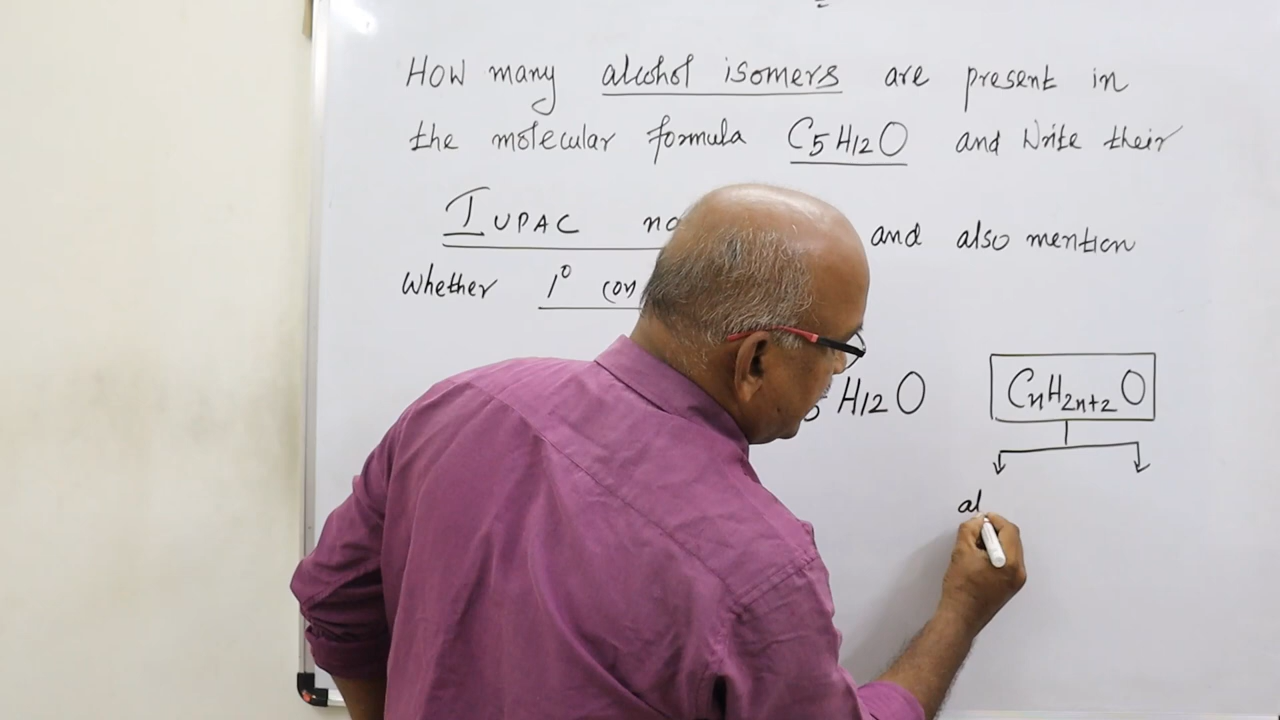 How many alcohol isomers are present in
the molecular formula C5H12O and Write their
IUPAC and also mention
Whether 1°
H12O CnH2n+2O
al